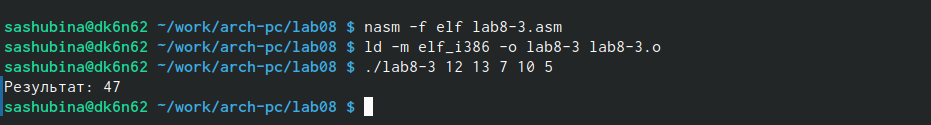 sashubina@dk6n62 ~/work/arch-pc/lab08 $ nasm -f elf lab8-3.asm
sashubina@dk6n62 ~/work/arch-pc/lab08 $ ld -m elf_i386 -o lab8-3 lab8-3.o
sashubina@dk6n62 ~/work/arch-pc/lab08 $ ./lab8-3 12 13 7 10 5
Результат: 47
sashubina@dk6n62 ~/work/arch-pc/lab08 $